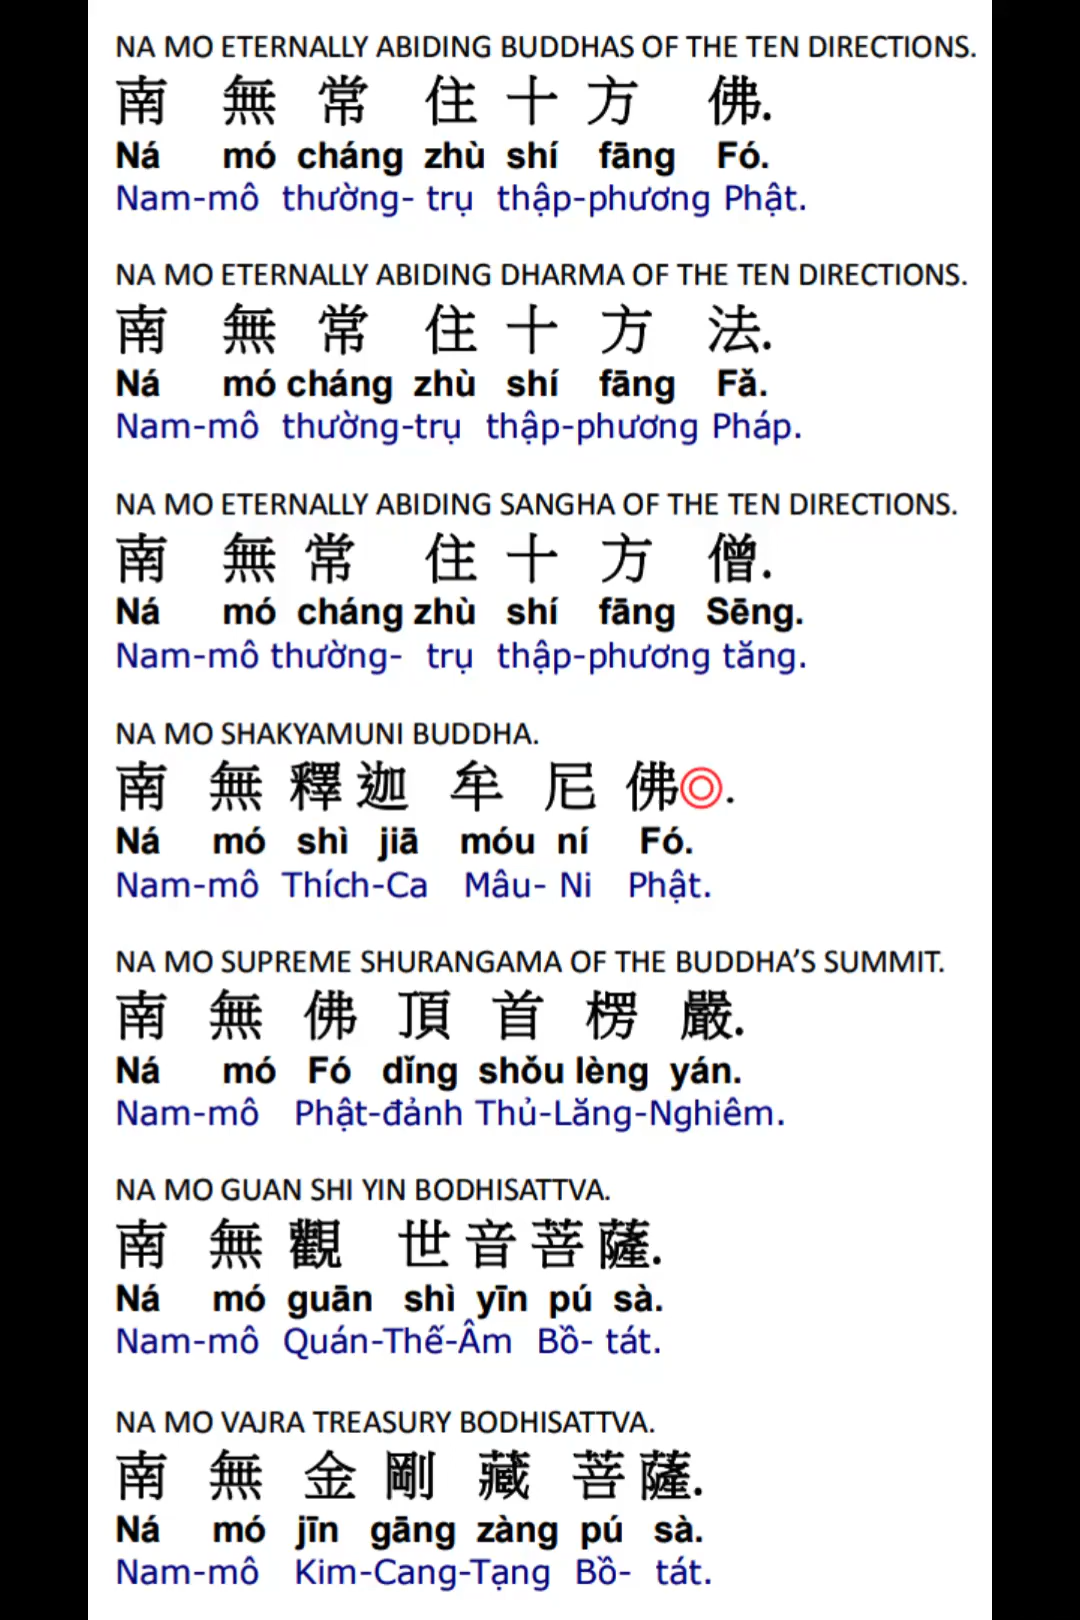 NA MO ETERNALLY ABIDING BUDDHAS OF THE TEN DIRECTIONS.
南 無 常 住 十 方 佛.
Ná mó cháng zhù shí fāng Fó.
Nam-mô thường- trụ thập-phương Phật.
NA MO ETERNALLY ABIDING DHARMA OF THE TEN DIRECTIONS.
南 無 常 住 十 方 法.
Ná mó cháng zhù shí fāng Fǎ.
Nam-mô thường-trụ thập-phương Pháp.
NA MO ETERNALLY ABIDING SANGHA OF THE TEN DIRECTIONS.
南 無 常 住 十 方 僧.
Ná mó cháng zhù shí fāng Sēng.
Nam-mô thường- trụ thập-phương tăng.
NA MO SHAKYAMUNI BUDDHA.
南 無 釋 迦 牟 尼 佛◎.
Ná mó shì jiā móu ní Fó.
Nam-mô Thích-Ca Mâu- Ni Phật.
NA MO SUPREME SHURANGAMA OF THE BUDDHA’S SUMMIT.
南 無 佛 頂 首 楞 嚴.
Ná mó Fó dǐng shǒu lèng yán.
Nam-mô Phật-đảnh Thủ-Lăng-Nghiêm.
NA MO GUAN SHI YIN BODHISATTVA.
南 無 觀 世 音 菩 薩.
Ná mó guān shì yīn pú sà.
Nam-mô Quán-Thế-Âm Bồ- tát.
NA MO VAJRA TREASURY BODHISATTVA.
南 無 金 剛 藏 菩 薩.
Ná mó jīn gāng zàng pú sà.
Nam-mô Kim-Cang-Tạng Bồ- tát.